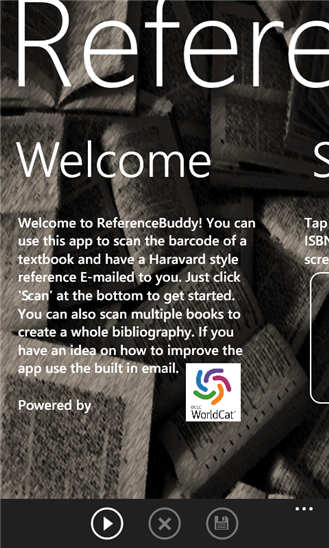 Refere
Welcome
S
Welcome to ReferenceBuddy! You can
use this app to scan the barcode of a
textbook and have a Haravard style
reference E-mailed to you. Just click
'Scan' at the bottom to get started.
You can also scan multiple books to
create a whole bibliography. If you
have an idea on how to improve the
app use the built in email.
Powered by
OCLC
WorldCat
Tap
ISBN
scre